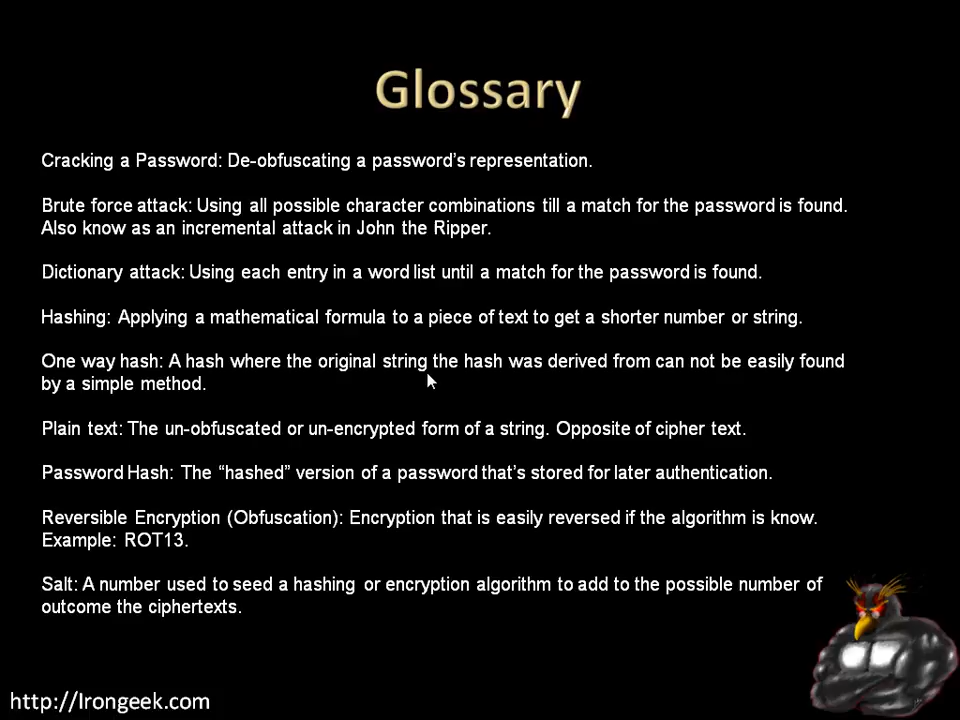 Glossary
Cracking a Password: De-obfuscating a password's representation.
Brute force attack: Using all possible character combinations till a match for the password is found.
Also know as an incremental attack in John the Ripper.
Dictionary attack: Using each entry in a word list until a match for the password is found.
Hashing: Applying a mathematical formula to a piece of text to get a shorter number or string.
One way hash: A hash where the original string the hash was derived from can not be easily found
by a simple method.
Plain text: The un-obfuscated or un-encrypted form of a string. Opposite of cipher text.
Password Hash: The “hashed” version of a password that's stored for later authentication.
Reversible Encryption (Obfuscation): Encryption that is easily reversed if the algorithm is know.
Example: ROT13.
Salt: A number used to seed a hashing or encryption algorithm to add to the possible number of
outcome the ciphertexts.
http://Irongeek.com